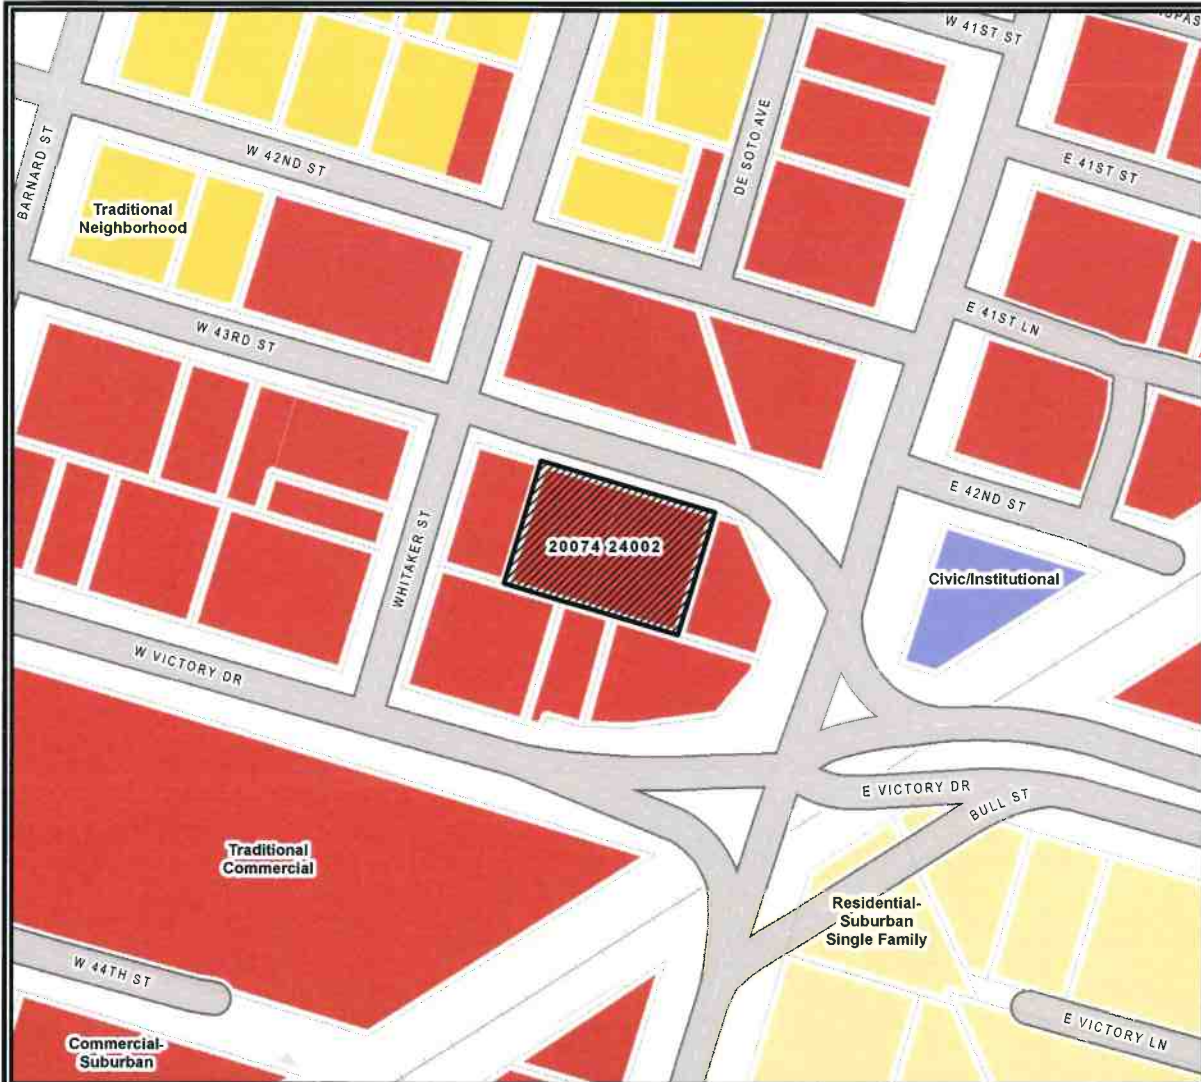 W 41ST ST
BARNARD ST
W 42ND ST
DE SOTO AVE
E 41ST ST
Traditional
Neighborhood
W 43RD ST
E 41ST LN
WHITAKER ST
20074 24002
E 42ND ST
Civic/Institutional
W VICTORY DR
E VICTORY DR
BULL ST
Traditional
Commercial
Residential-
Suburban
Single Family
W 44TH ST
E VICTORY LN
Commercial-
Suburban